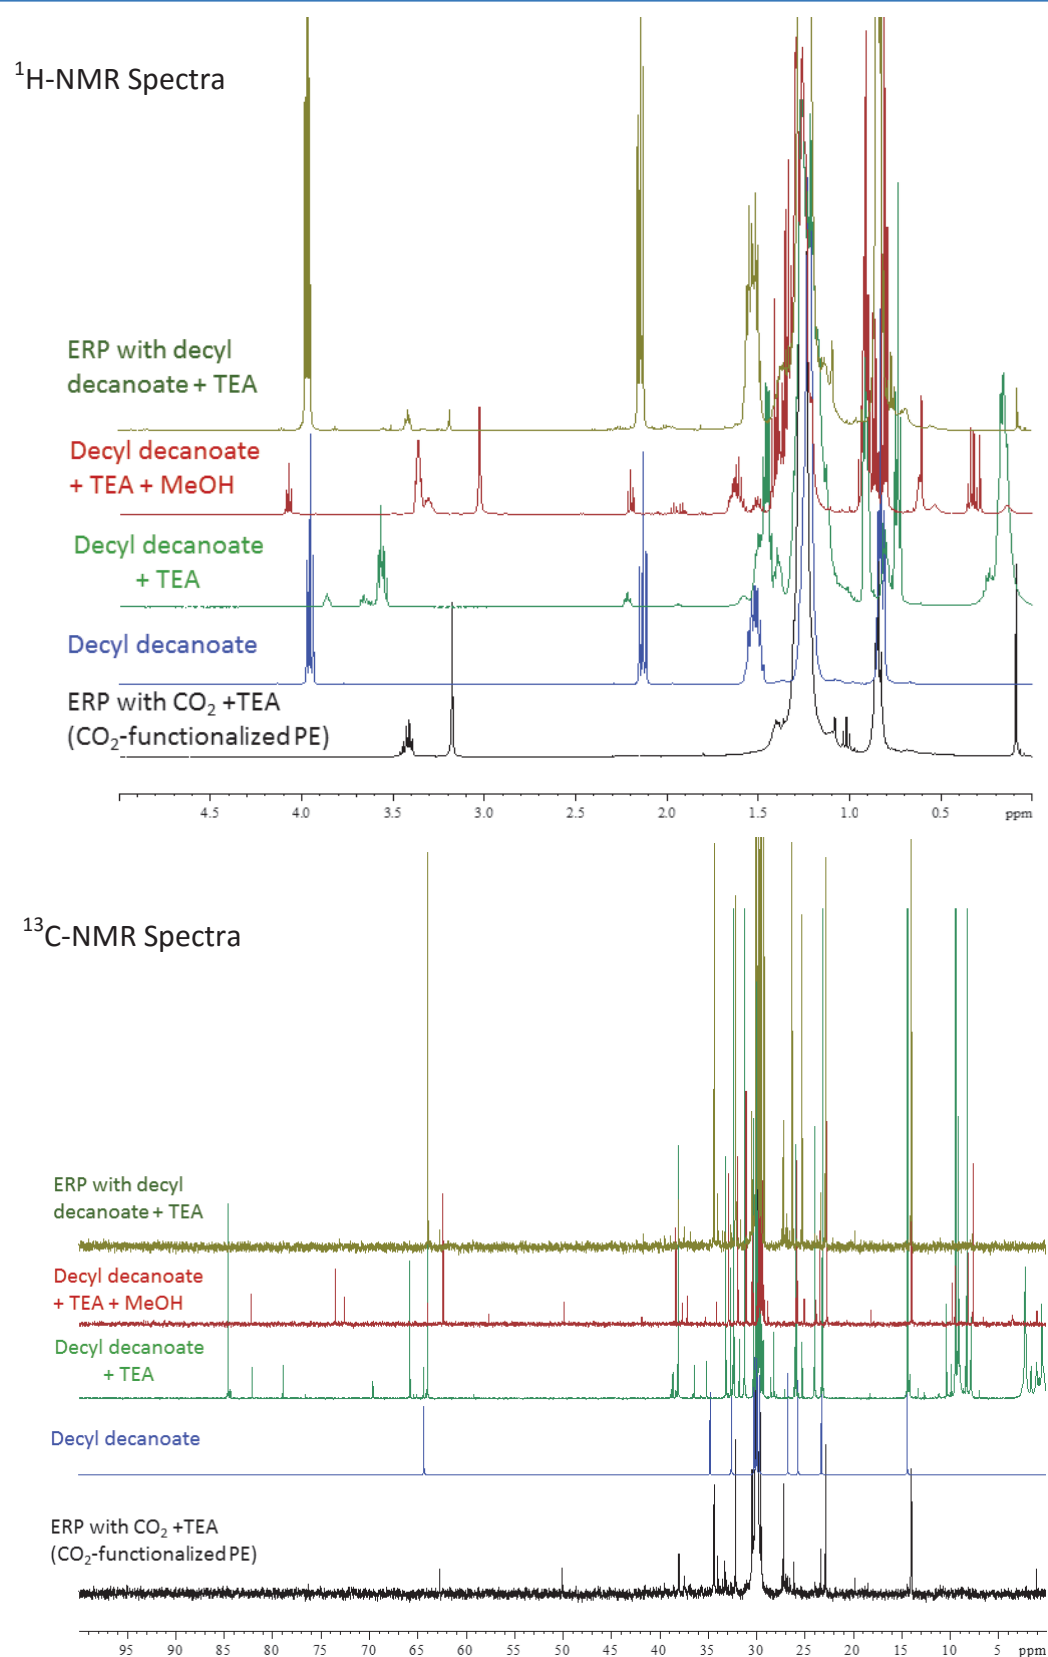 ¹H-NMR Spectra
ERP with decyl
decanoate + TEA
Decyl decanoate
+ TEA + MeOH
Decyl decanoate
+ TEA
Decyl decanoate
ERP with CO₂ +TEA
(CO₂-functionalized PE)
4.5 4.0 3.5 3.0 2.5 2.0 1.5 1.0 0.5 ppm
¹³C-NMR Spectra
ERP with decyl
decanoate + TEA
Decyl decanoate
+ TEA + MeOH
Decyl decanoate
+ TEA
Decyl decanoate
ERP with CO₂ +TEA
(CO₂-functionalized PE)
95 90 85 80 75 70 65 60 55 50 45 40 35 30 25 20 15 10 5 ppm